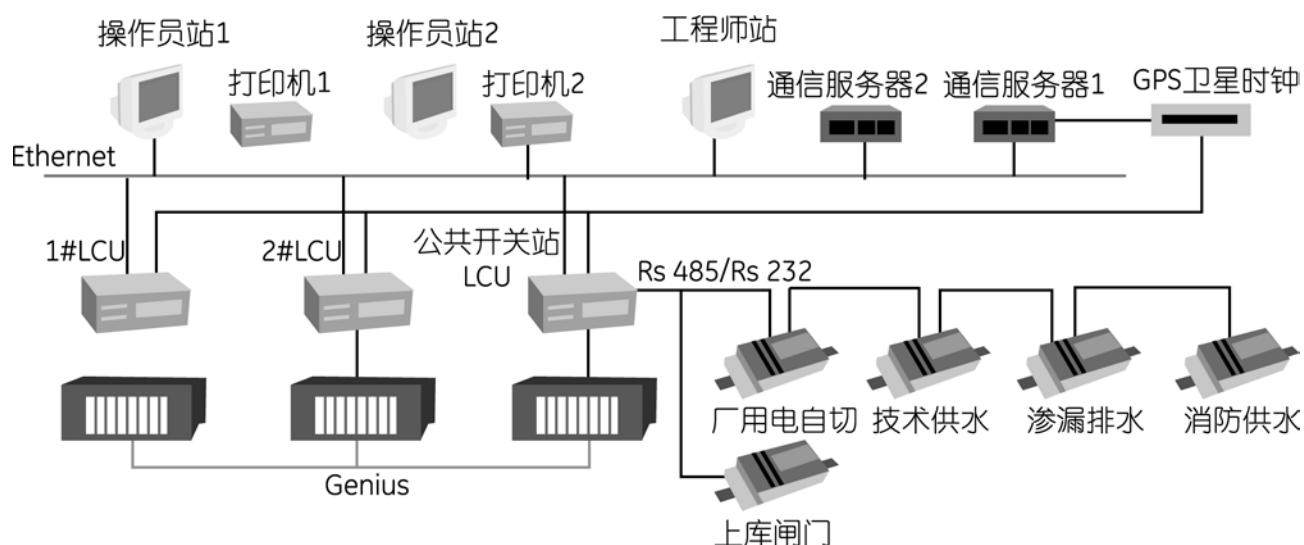 操作员站1
操作员站2
工程师站
打印机1
打印机2
通信服务器2
通信服务器1
GPS卫星时钟
Ethernet
1#LCU
2#LCU
公共开关站
LCU
Rs 485/Rs 232
厂用电自切
技术供水
渗漏排水
消防供水
Genius
上库闸门